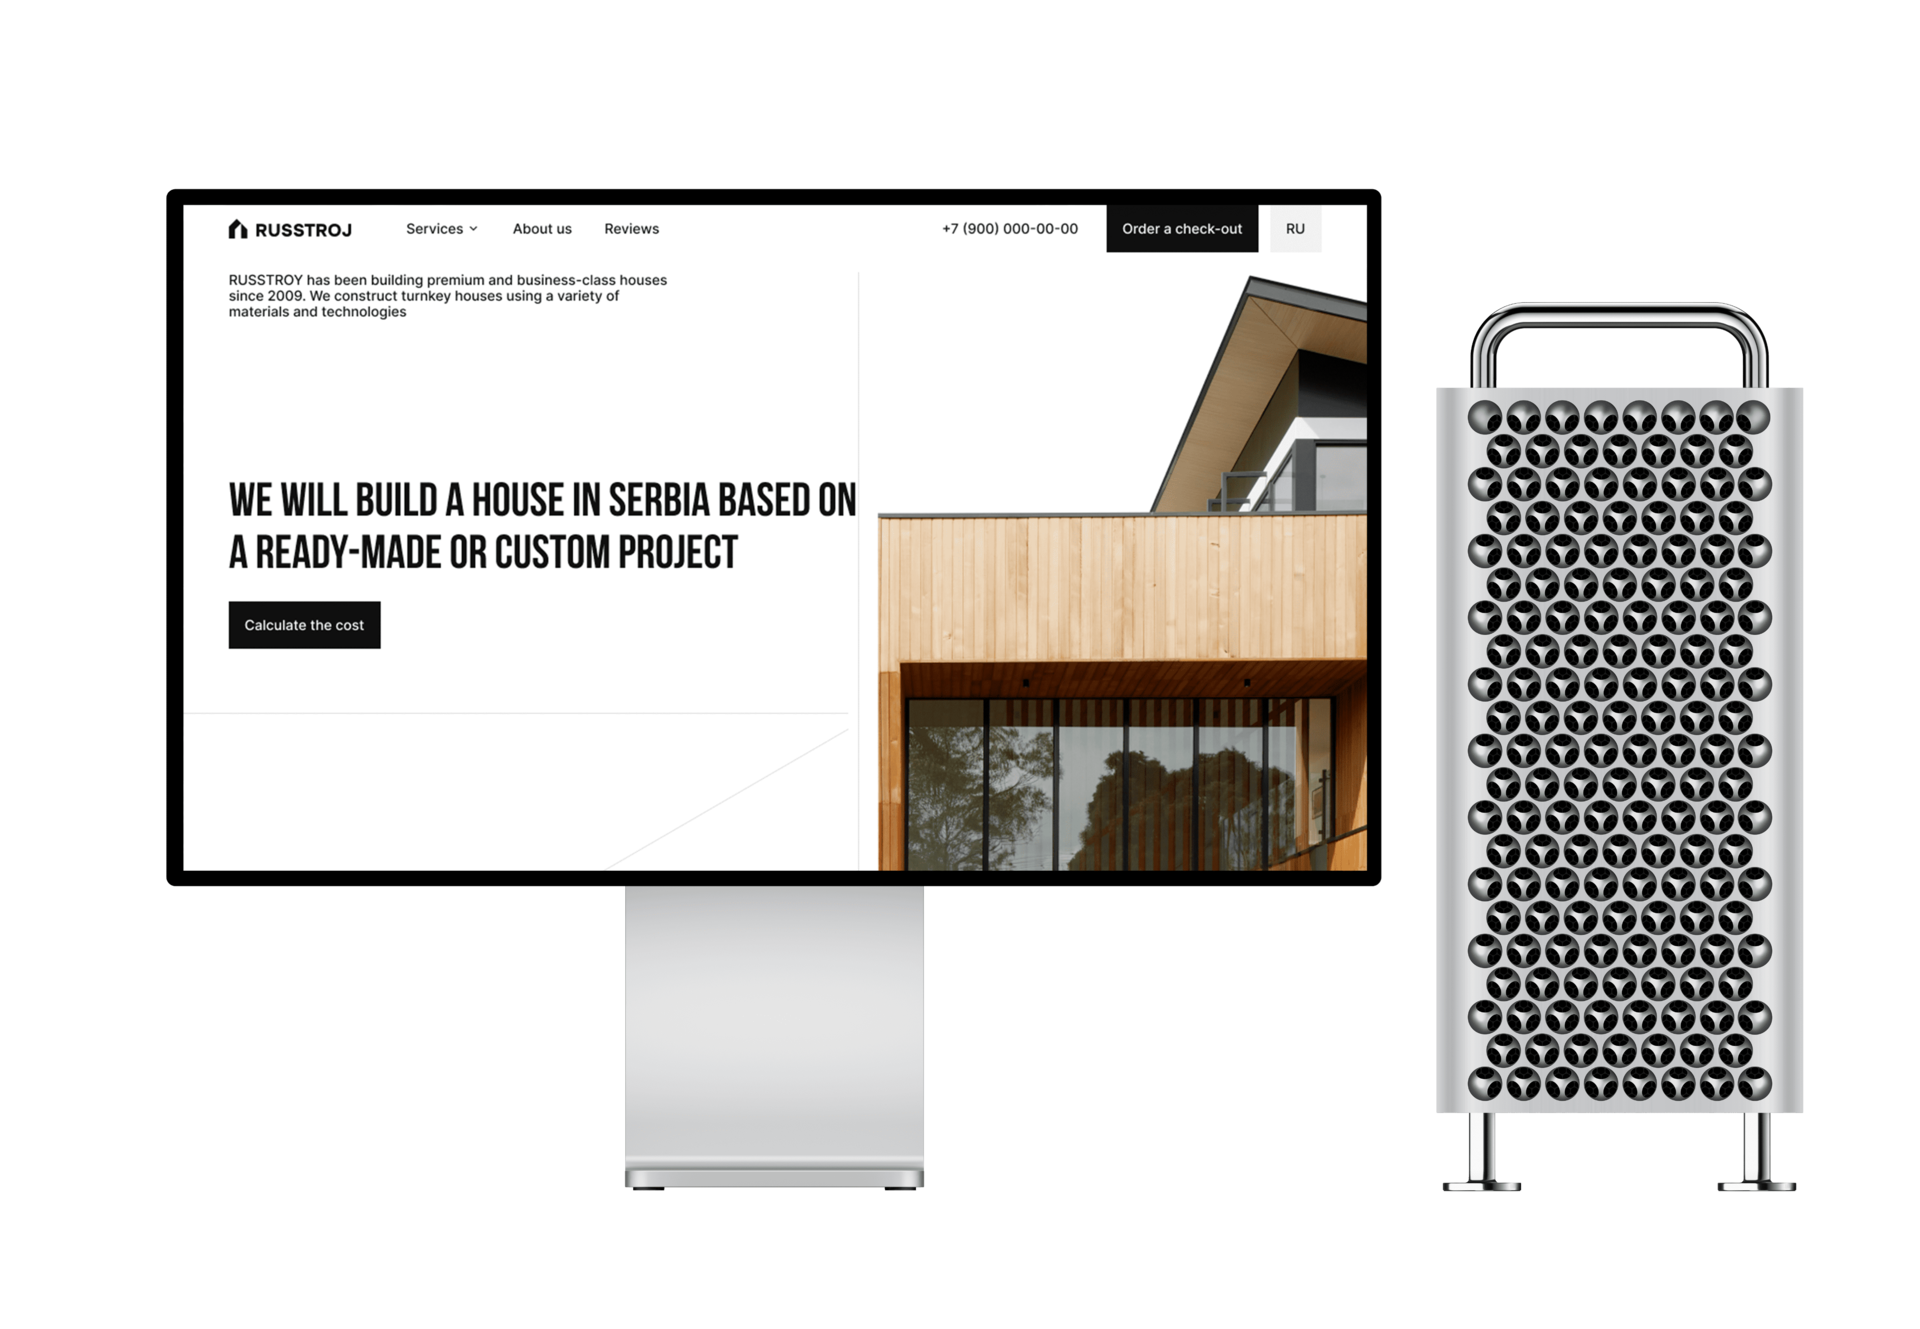 RUSSTROJ
Services
About us
Reviews
+7 (900) 000-00-00
Order a check-out
RU
RUSSTROY has been building premium and business-class houses
since 2009. We construct turnkey houses using a variety of
materials and technologies
WE WILL BUILD A HOUSE IN SERBIA BASED ON
A READY-MADE OR CUSTOM PROJECT
Calculate the cost